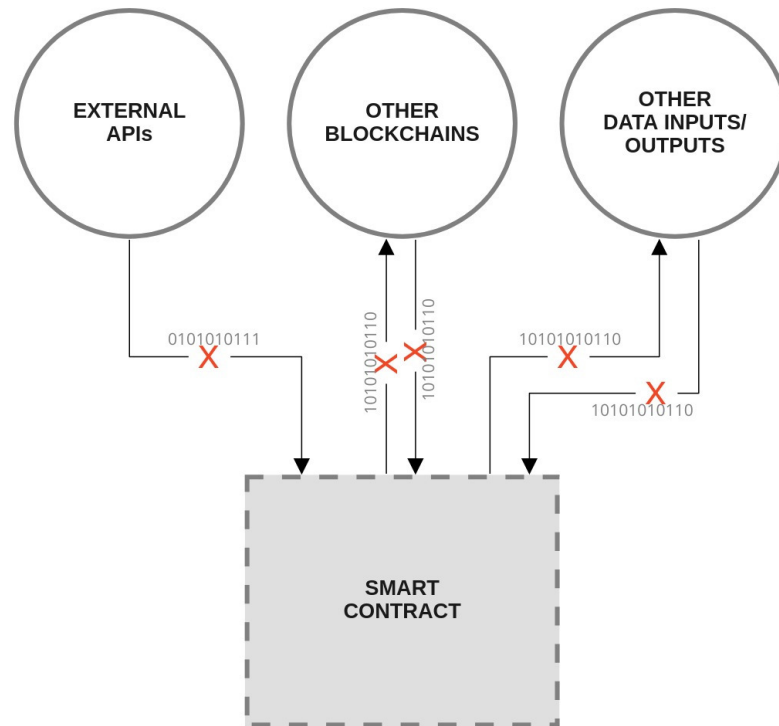 EXTERNAL
APIs
OTHER
BLOCKCHAINS
OTHER
DATA INPUTS/
OUTPUTS
0101010111
X
10101010110
X
X
10101010110
10101010110
X
X
10101010110
SMART
CONTRACT